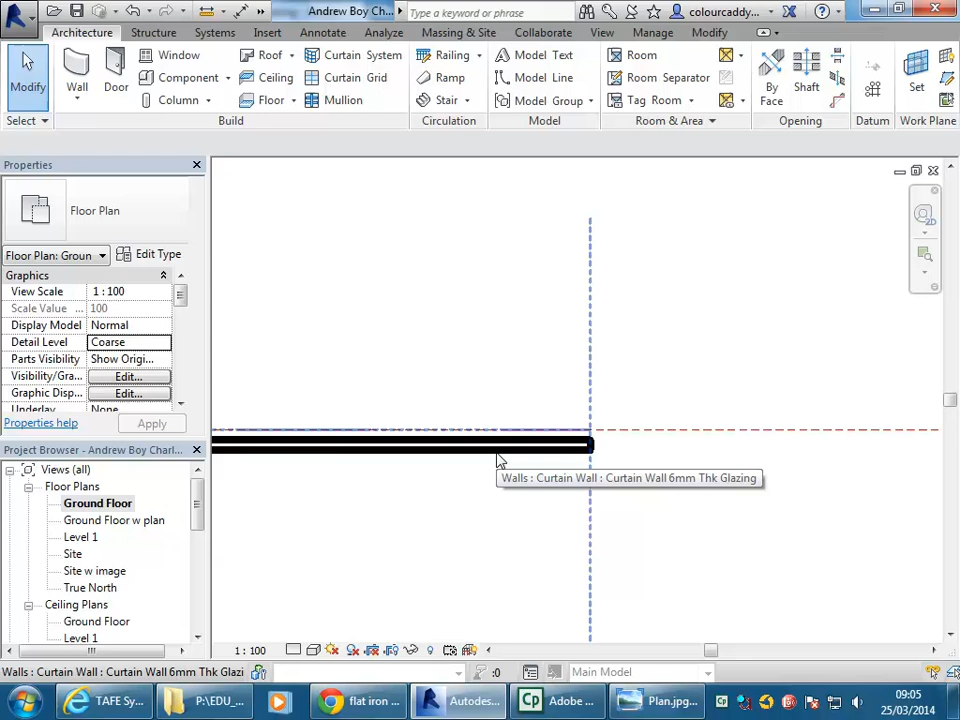 Andrew Boy Ch...
Type a keyword or phrase
colourcaddy...
Architecture Structure Systems Insert Annotate Analyze Massing & Site Collaborate View Manage Modify
Modify
Wall
Door
Window
Component
Column
Roof
Ceiling
Floor
Curtain System
Curtain Grid
Mullion
Railing
Ramp
Stair
Model Text
Model Line
Model Group
Room
Room Separator
Tag Room
By
Face
Shaft
Set
Select Build Circulation Model Room & Area Opening Datum Work Plane
Properties
Floor Plan
Floor Plan: Groun
Edit Type
Graphics
View Scale 1 : 100
Scale Value ... 100
Display Model Normal
Detail Level Coarse
Parts Visibility Show Origi...
Visibility/Gra... Edit...
Graphic Disp... Edit...
Underlay None
Properties help
Apply
2D
Walls : Curtain Wall : Curtain Wall 6mm Thk Glazing
Project Browser - Andrew Boy Charl...
Views (all)
Floor Plans
Ground Floor
Ground Floor w plan
Level 1
Site
Site w image
True North
Ceiling Plans
Ground Floor
Level 1
1 : 100
Walls : Curtain Wall : Curtain Wall 6mm Thk Glazi
:0
Main Model
TAFE Sy...
P:\EDU_...
flat iron ...
Autodes...
Adobe ...
Plan.jpg...
09:05
25/03/2014